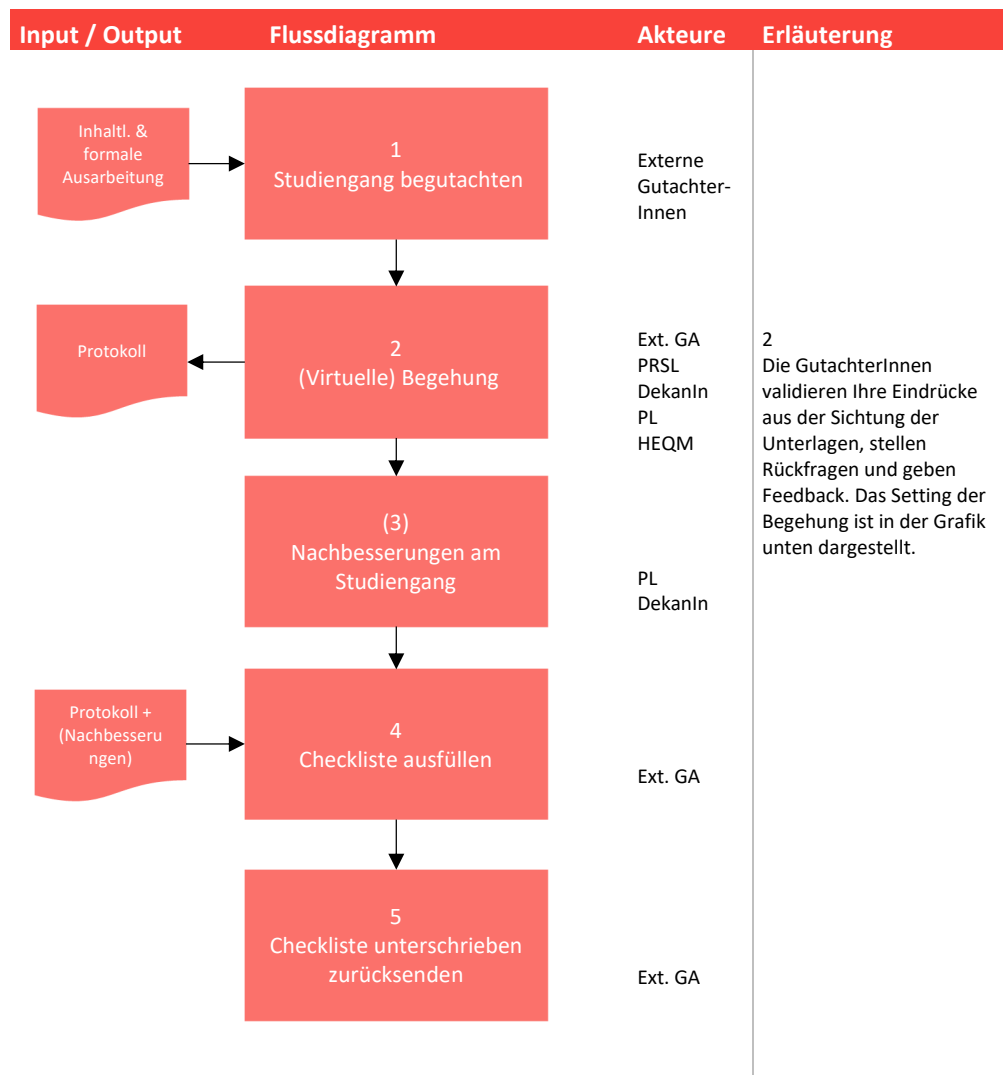 Input / Output Flussdiagramm Akteure Erläuterung
Inhaltl. &
formale
Ausarbeitung
1
Studiengang begutachten
Externe
Gutachter-
Innen
Protokoll
2
(Virtuelle) Begehung
Ext. GA
PRSL
DekanIn
PL
HEQM
2
Die GutachterInnen
validieren Ihre Eindrücke
aus der Sichtung der
Unterlagen, stellen
Rückfragen und geben
Feedback. Das Setting der
Begehung ist in der Grafik
unten dargestellt.
(3)
Nachbesserungen am
Studiengang
PL
DekanIn
Protokoll +
(Nachbesseru
ngen)
4
Checkliste ausfüllen
Ext. GA
5
Checkliste unterschrieben
zurücksenden
Ext. GA